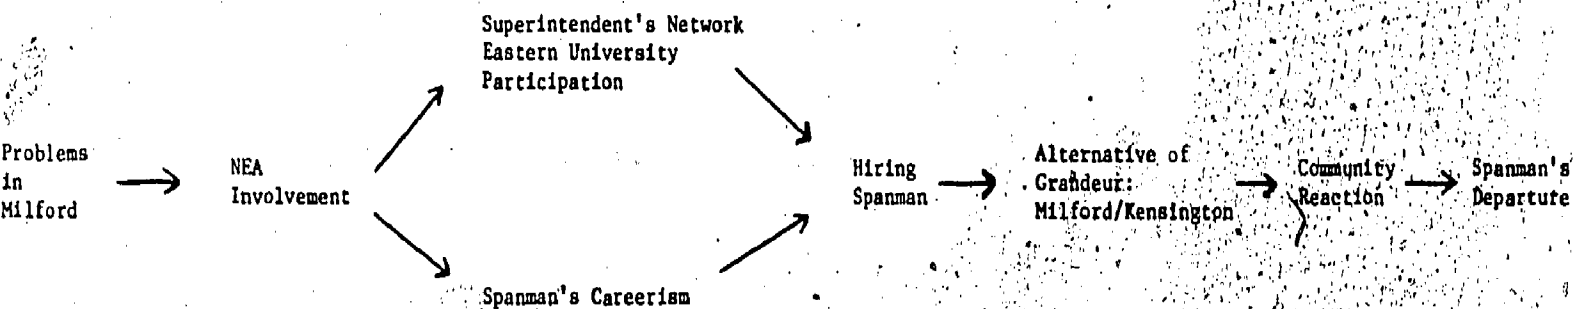 Problems
in
Milford
NEA
Involvement
Superintendent's Network
Eastern University
Participation
Spanman's Careerism
Hiring
Spanman
Alternative of
Grandeur:
Milford/Kensington
Community
Reaction
Spanman's
Departure